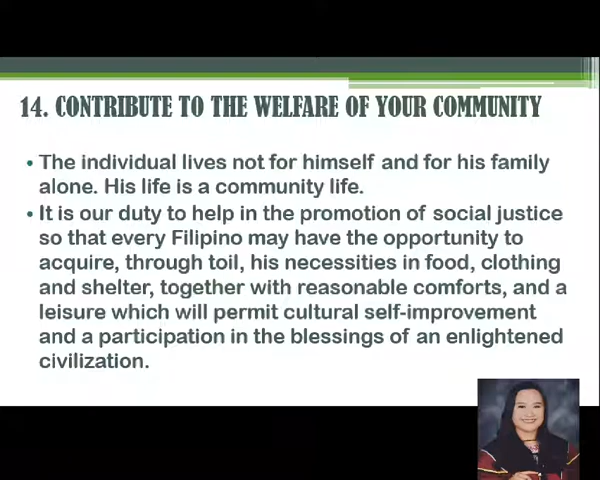 14. CONTRIBUTE TO THE WELFARE OF YOUR COMMUNITY
• The individual lives not for himself and for his family
alone. His life is a community life.
• It is our duty to help in the promotion of social justice
so that every Filipino may have the opportunity to
acquire, through toil, his necessities in food, clothing
and shelter, together with reasonable comforts, and a
leisure which will permit cultural self-improvement
and a participation in the blessings of an enlightened
civilization.